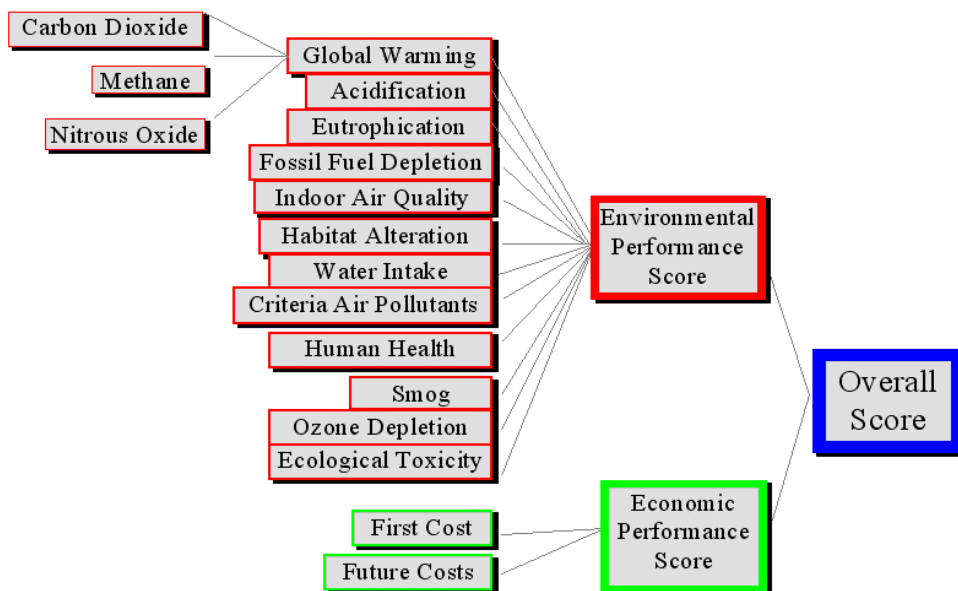 Carbon Dioxide
Methane
Nitrous Oxide
Global Warming
Acidification
Eutrophication
Fossil Fuel Depletion
Indoor Air Quality
Habitat Alteration
Water Intake
Criteria Air Pollutants
Human Health
Smog
Ozone Depletion
Ecological Toxicity
First Cost
Future Costs
Environmental
Performance
Score
Economic
Performance
Score
Overall
Score